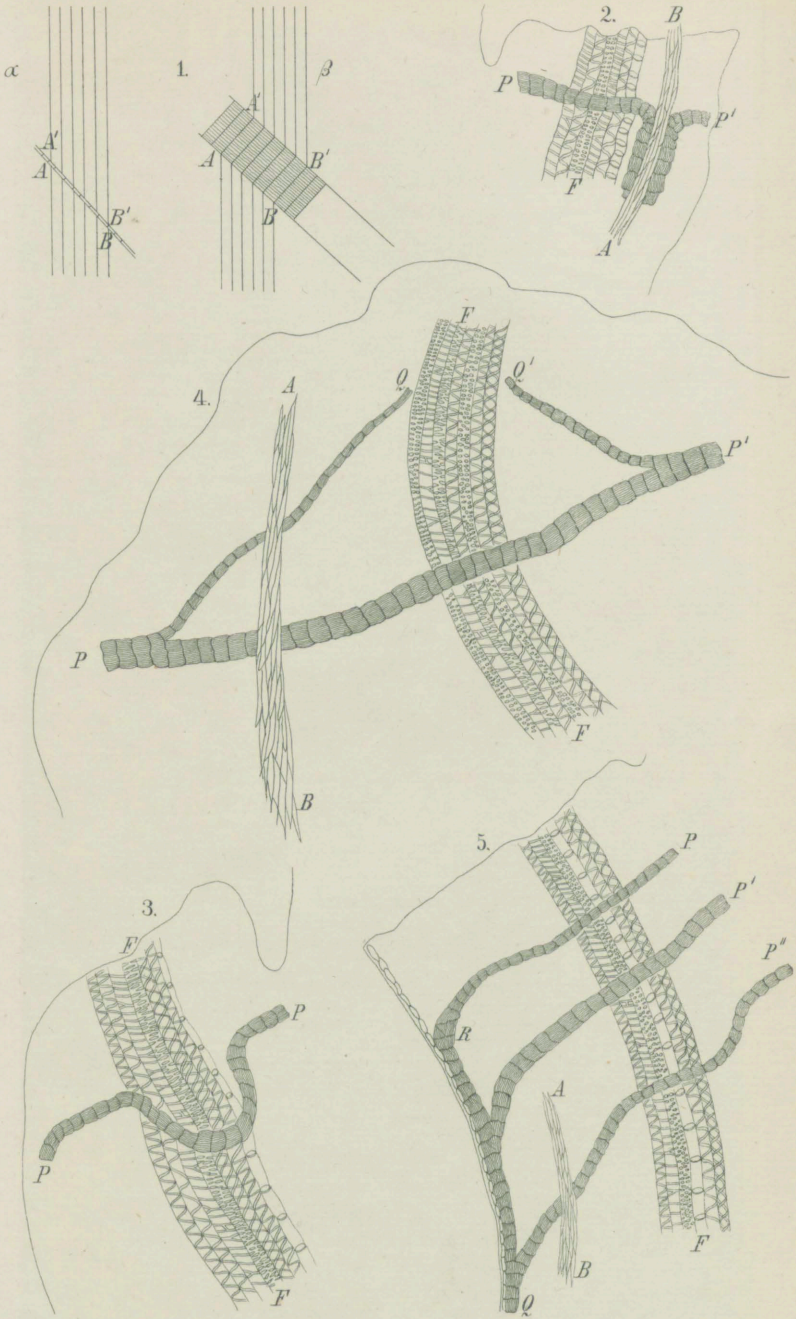 α 1. β
A'
A
B'
B
A'
A
B'
B
2.
B
P
P'
F
A
4.
F
A
Q
Q'
P'
P
F
B
3.
F
P
P
F
5.
P
P'
P"
R
A
B
F
Q